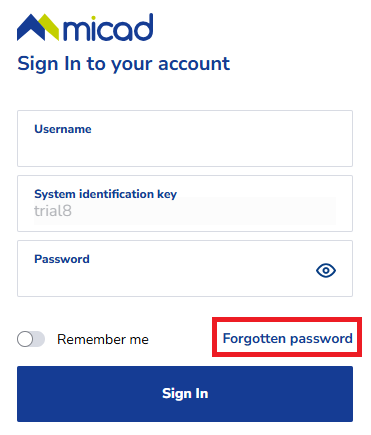 micad
Sign In to your account
Username
System identification key
trial8
Password
Remember me
Forgotten password
Sign In